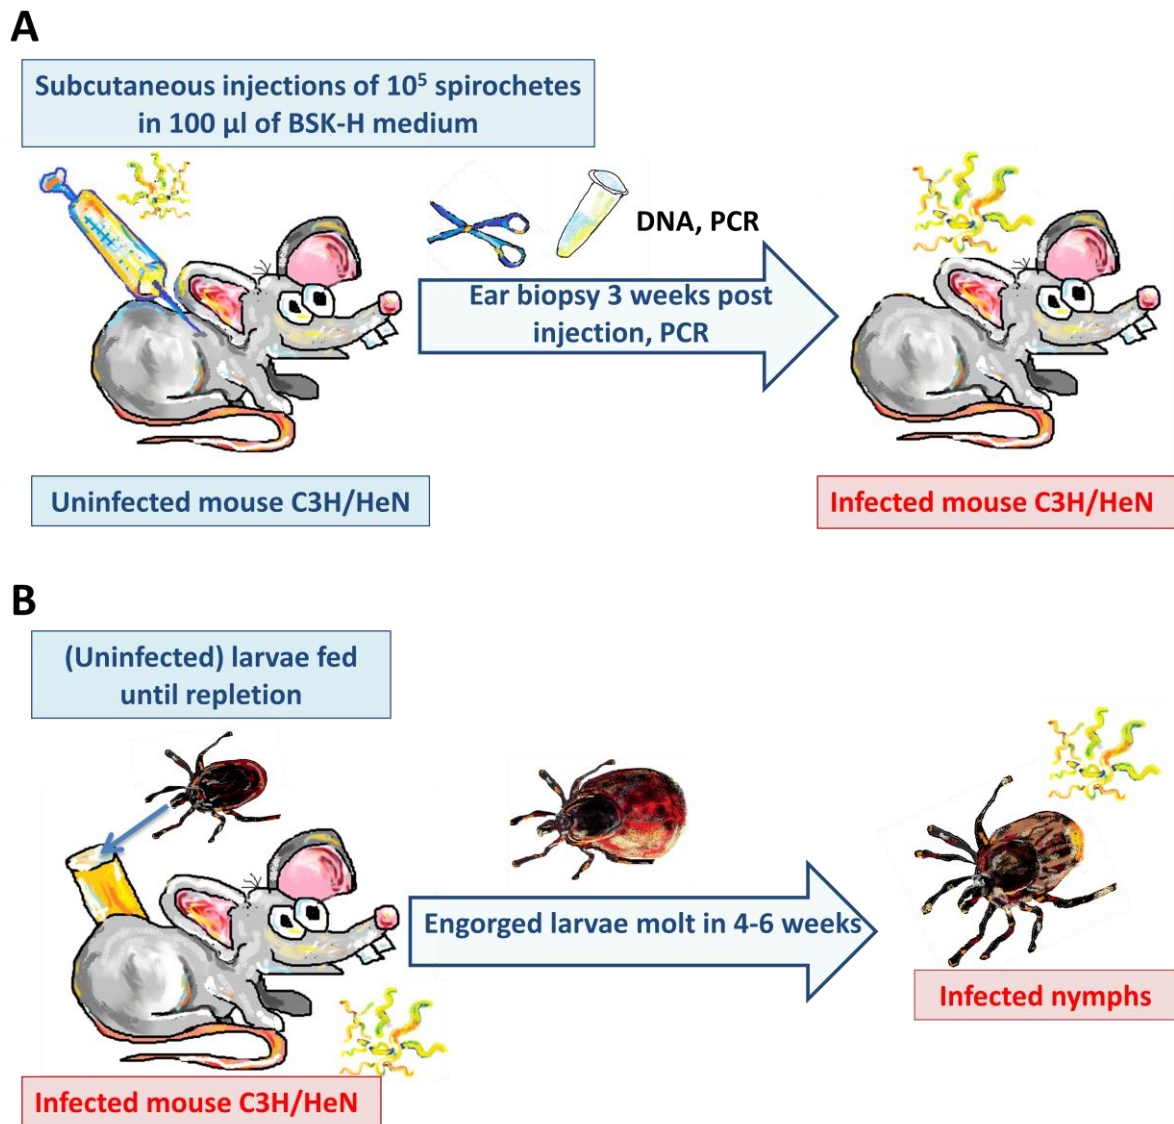 A
Subcutaneous injections of 10⁵ spirochetes
in 100 µl of BSK-H medium
DNA, PCR
Ear biopsy 3 weeks post
injection, PCR
Uninfected mouse C3H/HeN
Infected mouse C3H/HeN
B
(Uninfected) larvae fed
until repletion
Engorged larvae molt in 4-6 weeks
Infected nymphs
Infected mouse C3H/HeN